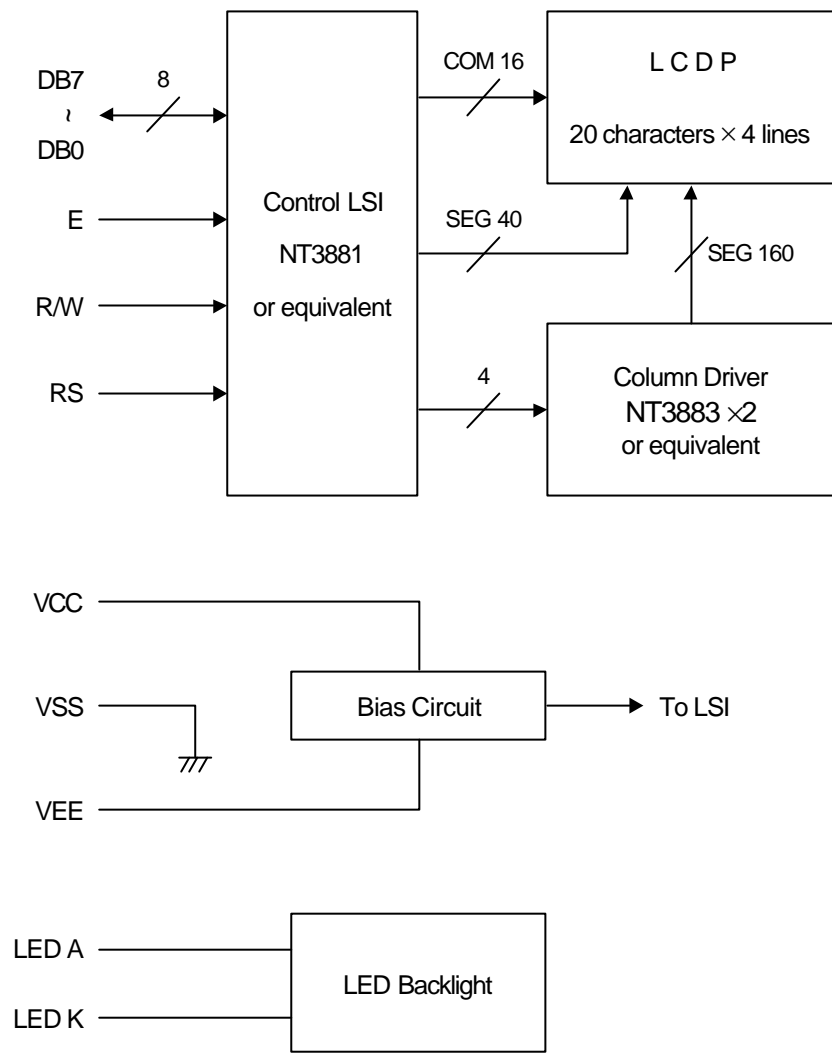 DB7
~
DB0
8
E
R/W
RS
Control LSI
NT3881
or equivalent
COM 16
SEG 40
4
L C D P
20 characters × 4 lines
SEG 160
Column Driver
NT3883 ×2
or equivalent
VCC
VSS
VEE
Bias Circuit
To LSI
LED A
LED K
LED Backlight